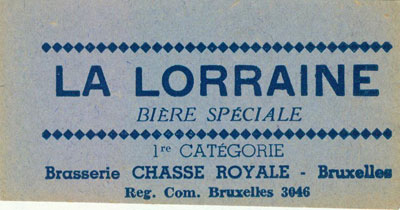 LA LORRAINE
BIÈRE SPÉCIALE
1re CATÉGORIE
Brasserie CHASSE ROYALE - Bruxelles
Reg. Com. Bruxelles 3046